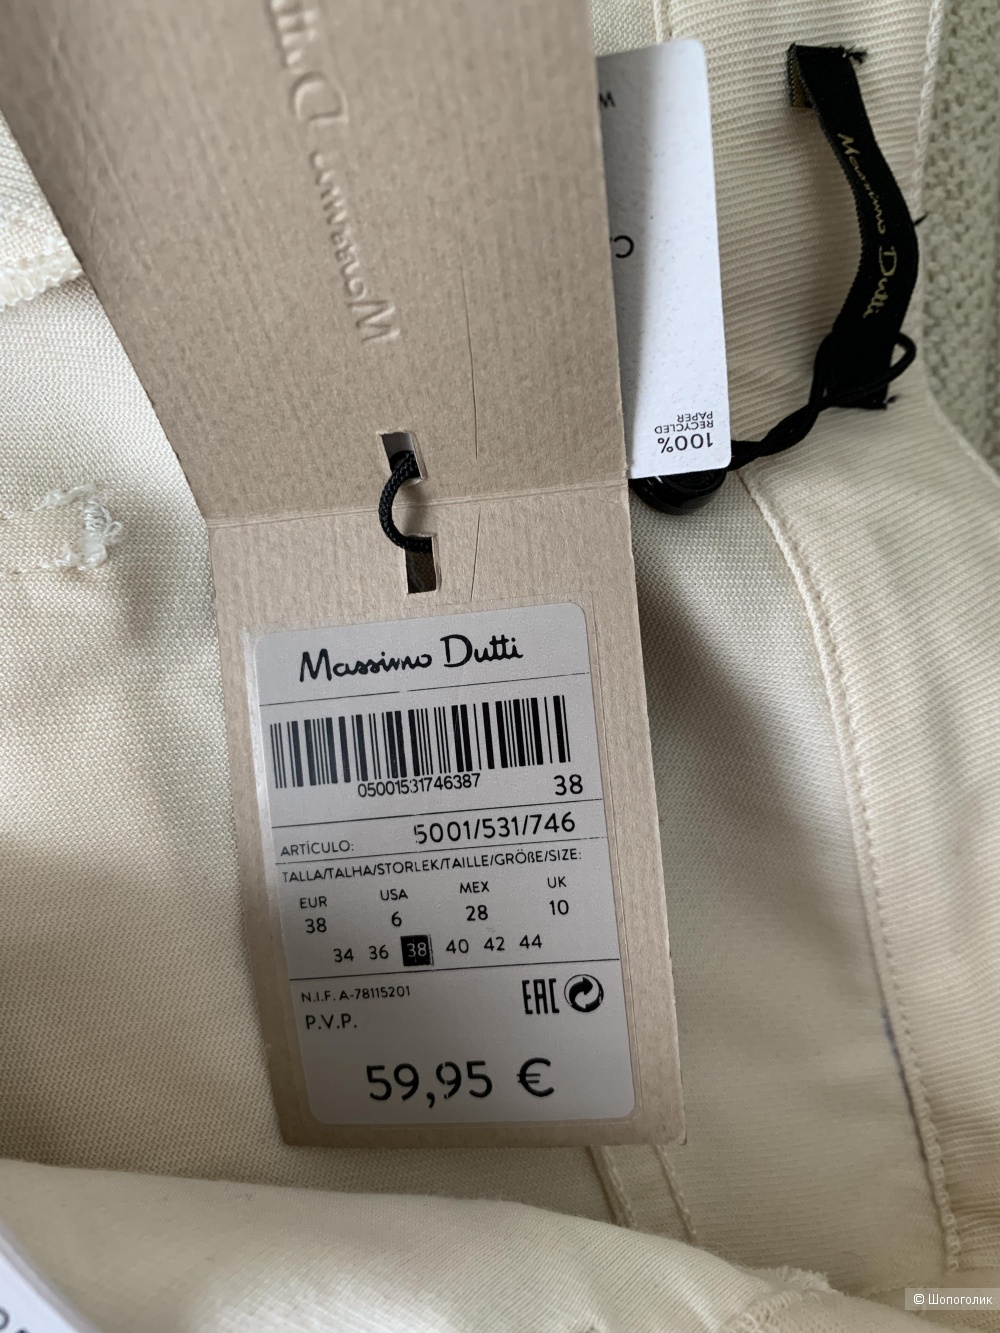 Massimo Dutti
Massimo Dutti
100%
RECYCLED
PAPER
Massimo Dutti
05001531746387
38
ARTÍCULO: 5001/531/746
TALLA/TALHA/STORLEK/TAILLE/GRÖßE/SIZE:
EUR USA MEX UK
38 6 28 10
34 36 38 40 42 44
N.I.F. A-78115201
EAC
P.V.P.
59,95 €
© Шопоголик